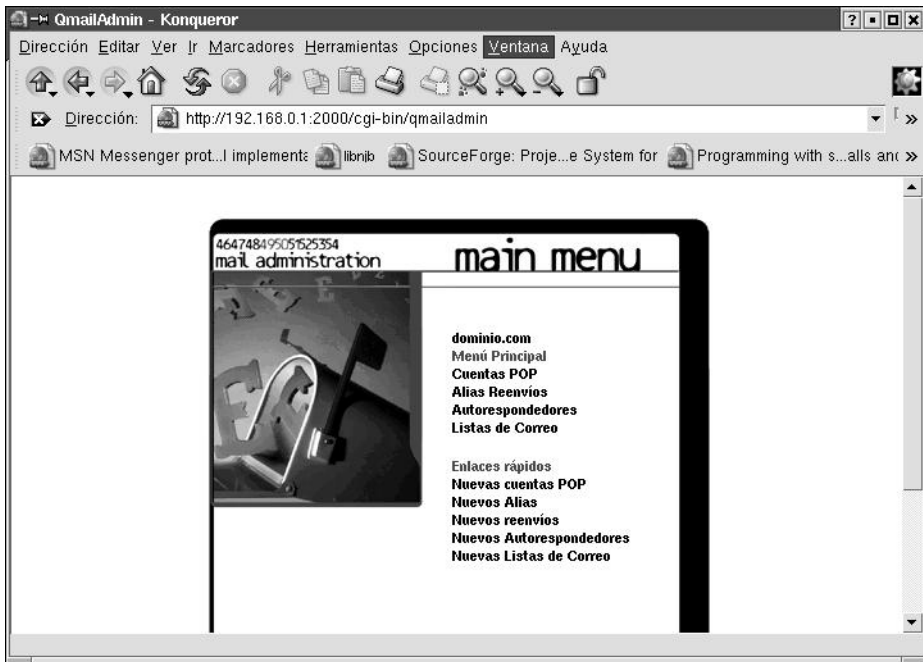 QmailAdmin - Konqueror
Dirección Editar Ver Ir Marcadores Herramientas Opciones Ventana Ayuda
Dirección: http://192.168.0.1:2000/cgi-bin/qmailadmin
MSN Messenger prot...l implementa libnjb SourceForge: Proje...e System for Programming with s...alls and
464748495051525354
mail administration
main menu
dominio.com
Menú Principal
Cuentas POP
Alias Reenvíos
Autorespondedores
Listas de Correo
Enlaces rápidos
Nuevas cuentas POP
Nuevos Alias
Nuevos reenvíos
Nuevos Autorespondedores
Nuevas Listas de Correo